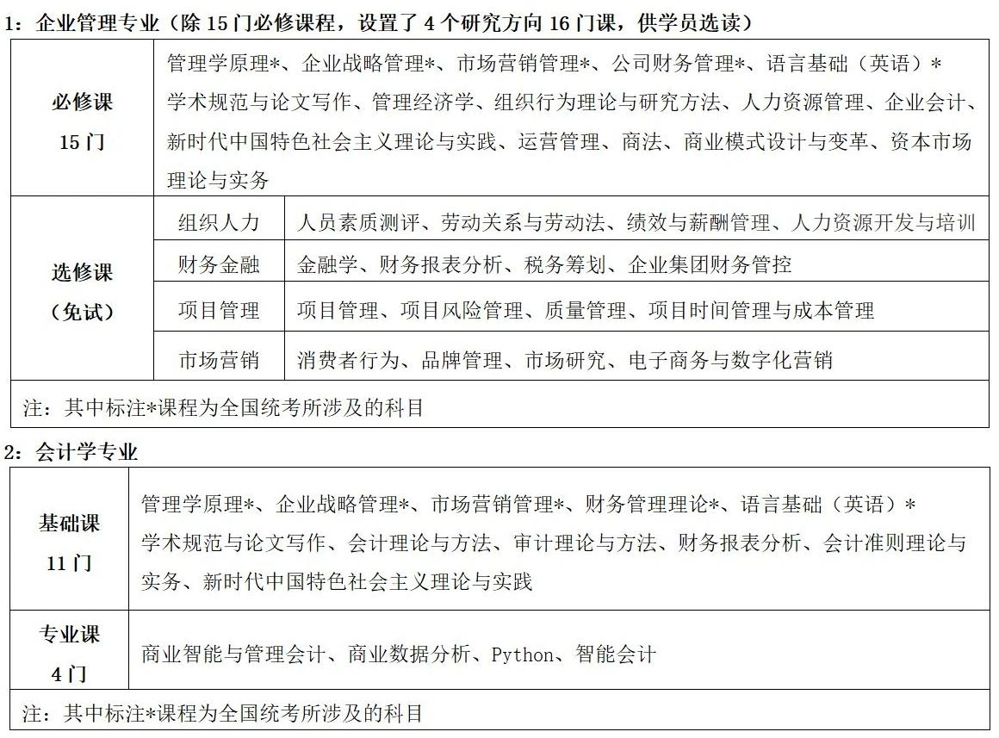 1：企业管理专业（除15门必修课程，设置了4个研究方向16门课，供学员选读）
必修课
15门
管理学原理*、企业战略管理*、市场营销管理*、公司财务管理*、语言基础（英语）*
学术规范与论文写作、管理经济学、组织行为理论与研究方法、人力资源管理、企业会计、
新时代中国特色社会主义理论与实践、运营管理、商法、商业模式设计与变革、资本市场
理论与实务
选修课
（免试）
组织人力
人员素质测评、劳动关系与劳动法、绩效与薪酬管理、人力资源开发与培训
财务金融
金融学、财务报表分析、税务筹划、企业集团财务管控
项目管理
项目管理、项目风险管理、质量管理、项目时间管理与成本管理
市场营销
消费者行为、品牌管理、市场研究、电子商务与数字化营销
注：其中标注*课程为全国统考所涉及的科目
2：会计学专业
基础课
11门
管理学原理*、企业战略管理*、市场营销管理*、财务管理理论*、语言基础（英语）*
学术规范与论文写作、会计理论与方法、审计理论与方法、财务报表分析、会计准则理论与
实务、新时代中国特色社会主义理论与实践
专业课
4门
商业智能与管理会计、商业数据分析、Python、智能会计
注：其中标注*课程为全国统考所涉及的科目